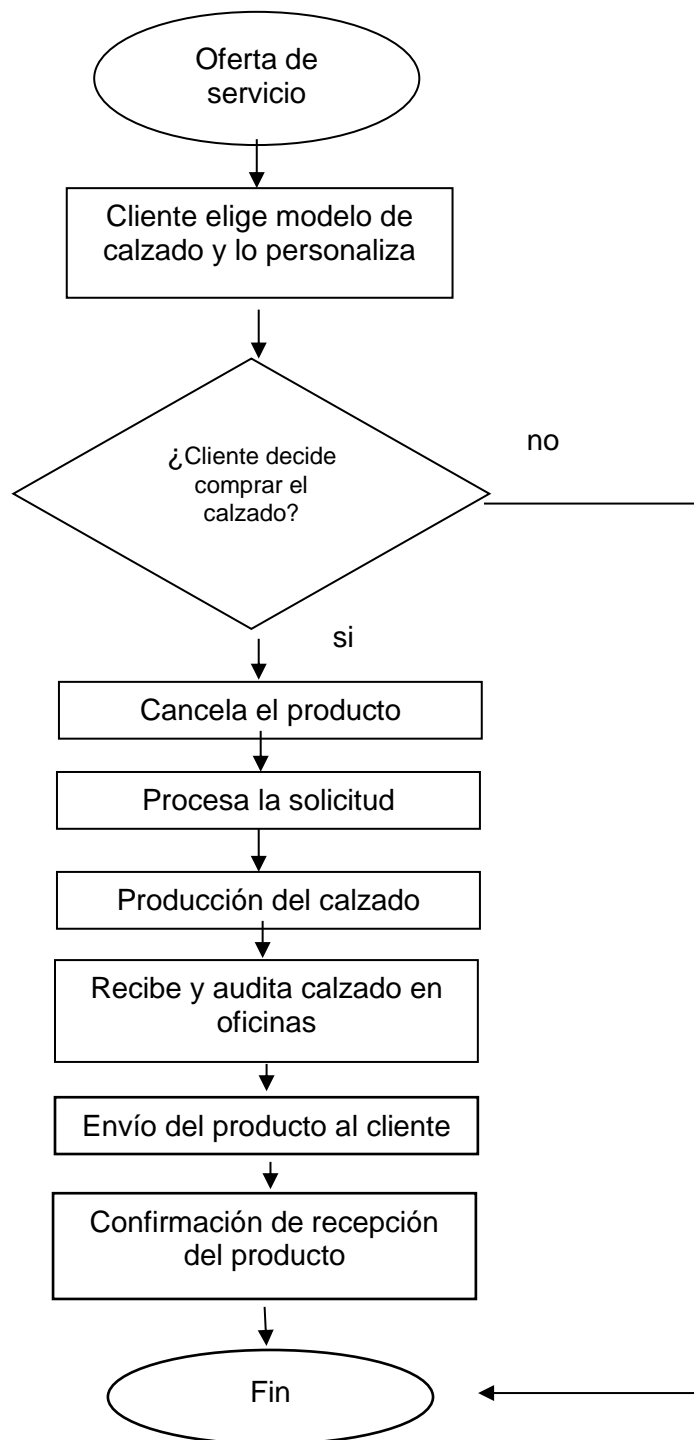 Oferta de
servicio
Cliente elige modelo de
calzado y lo personaliza
¿Cliente decide
comprar el
calzado?
no
si
Cancela el producto
Procesa la solicitud
Producción del calzado
Recibe y audita calzado en
oficinas
Envío del producto al cliente
Confirmación de recepción
del producto
Fin